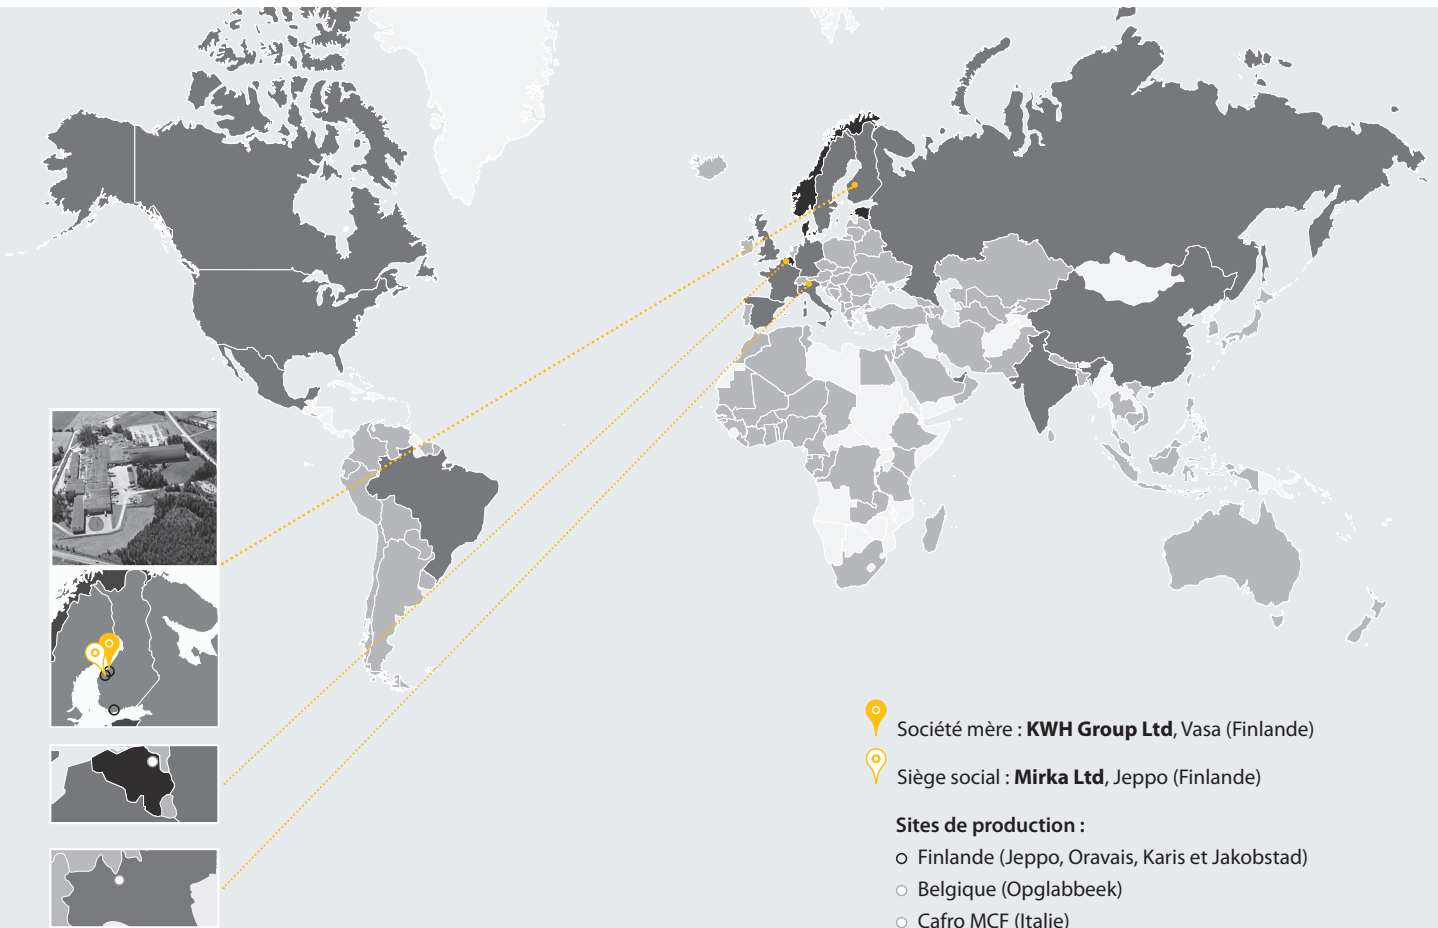 Société mère : KWH Group Ltd, Vasa (Finlande)
Siège social : Mirka Ltd, Jeppo (Finlande)
Sites de production :
Finlande (Jeppo, Oravais, Karis et Jakobstad)
Belgique (Opglabbeek)
Cafro MCF (Italie)